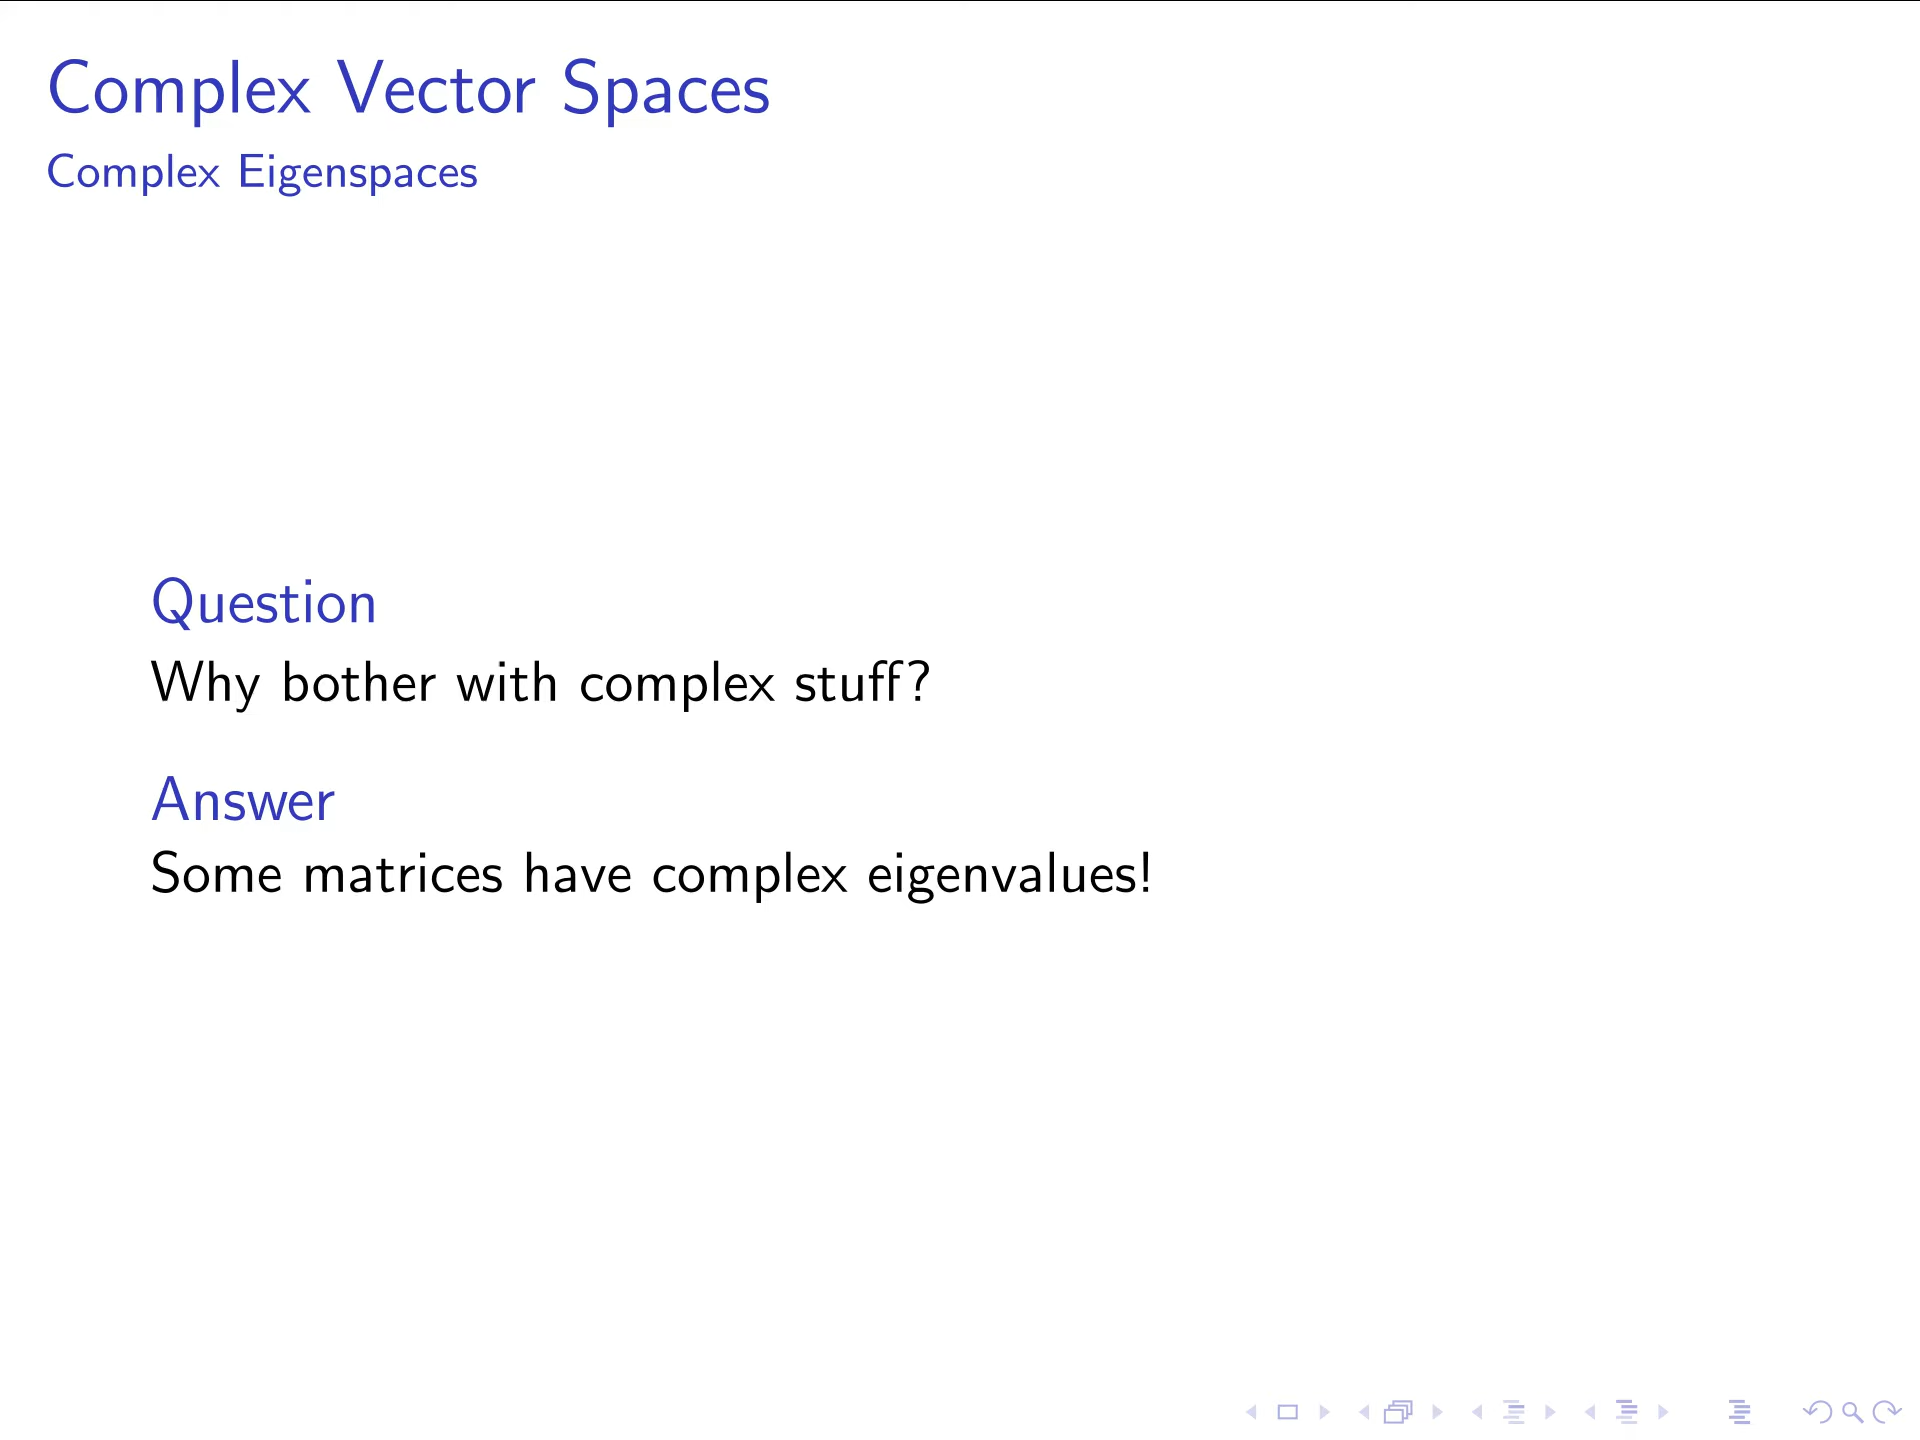 Complex Vector Spaces
Complex Eigenspaces
Question
Why bother with complex stuff?
Answer
Some matrices have complex eigenvalues!